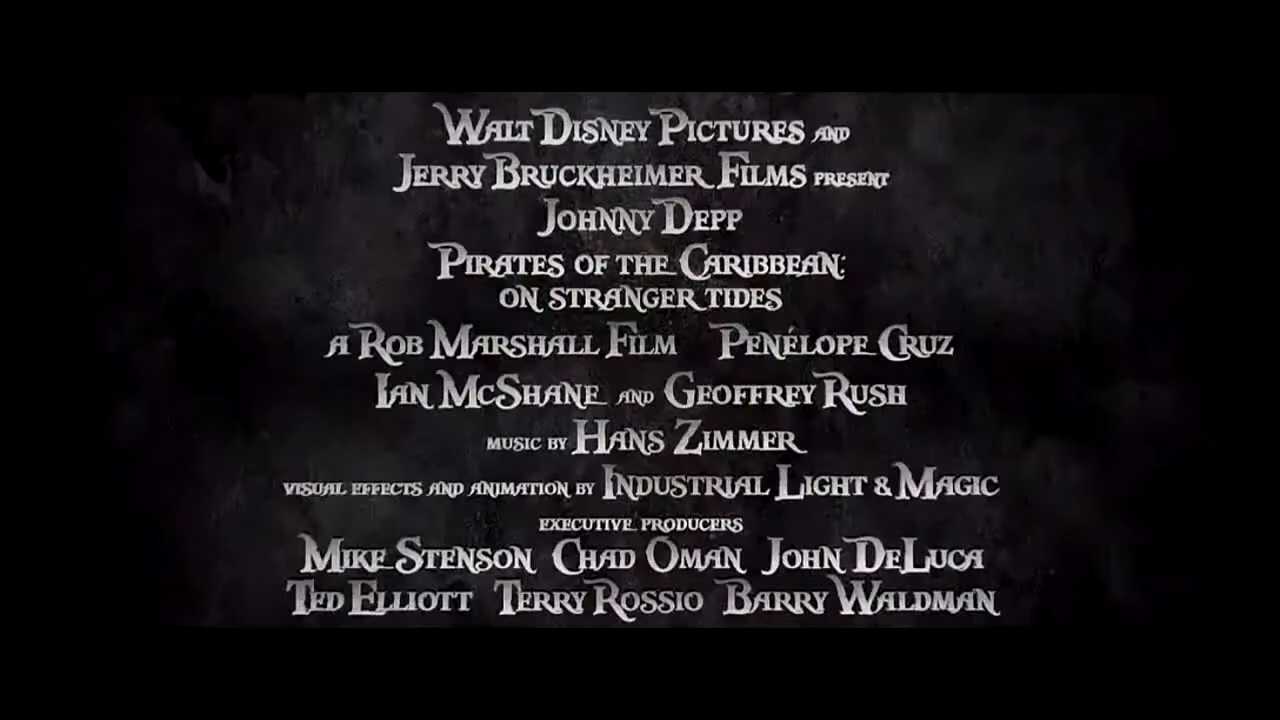 Walt Disney Pictures and
Jerry Bruckheimer Films present
Johnny Depp
Pirates of the Caribbean:
on stranger tides
a Rob Marshall Film Penélope Cruz
Ian McShane and Geoffrey Rush
music by Hans Zimmer
visual effects and animation by Industrial Light & Magic
executive producers
Mike Stenson Chad Oman John DeLuca
Ted Elliott Terry Rossio Barry Waldman